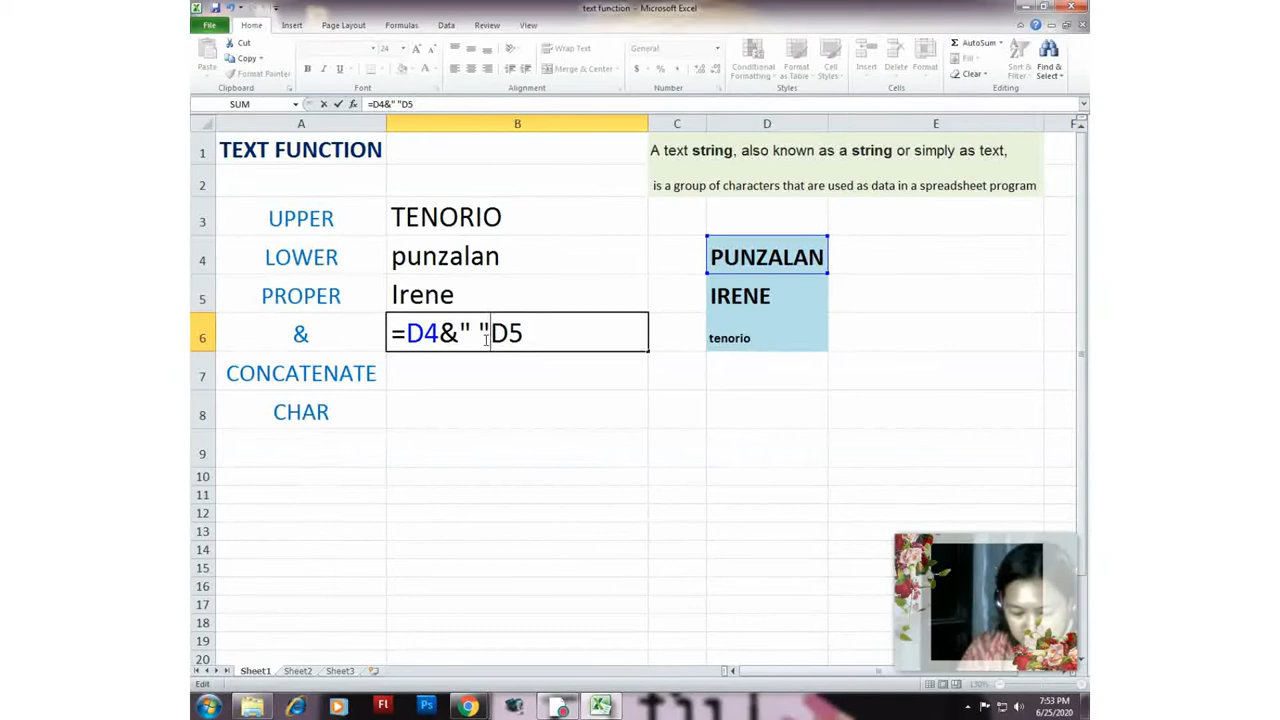 text function - Microsoft Excel
File Home Insert Page Layout Formulas Data Review View
Cut
Copy
Format Painter
Paste
24
Wrap Text
Merge & Center
General
Conditional Formatting
Format as Table
Cell Styles
Insert Delete Format
AutoSum
Fill
Clear
Sort & Filter
Find & Select
Clipboard Font Alignment Number Styles Cells Editing
SUM =D4&" "D5
A B C D E F
1 TEXT FUNCTION A text string, also known as a string or simply as text,
2 is a group of characters that are used as data in a spreadsheet program
3 UPPER TENORIO
4 LOWER punzalan PUNZALAN
5 PROPER Irene IRENE
6 & =D4&" "D5 tenorio
7 CONCATENATE
8 CHAR
9
10
11
12
13
14
15
16
17
18
19
20
Sheet1 Sheet2 Sheet3
Edit 130%
7:53 PM
6/25/2020